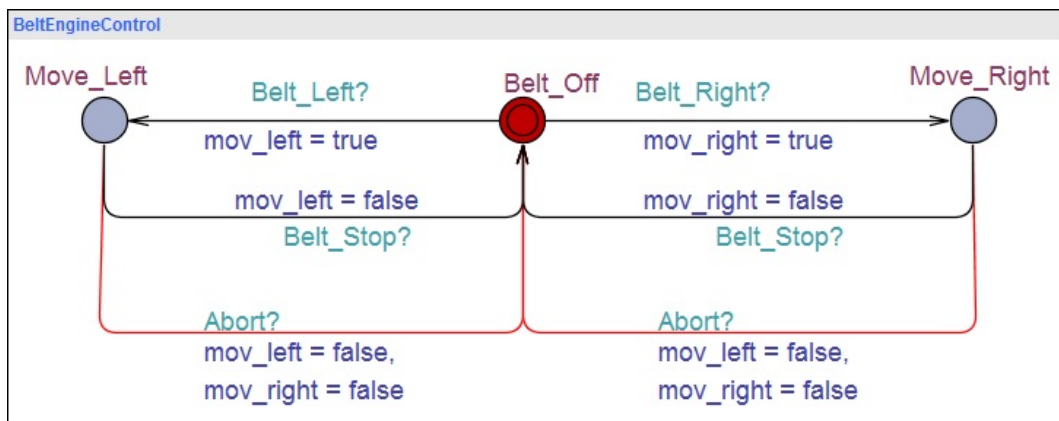 BeltEngineControl
Move_Left
Belt_Off
Move_Right
Belt_Left?
Belt_Right?
mov_left = true
mov_right = true
mov_left = false
mov_right = false
Belt_Stop?
Belt_Stop?
Abort?
Abort?
mov_left = false,
mov_right = false
mov_left = false,
mov_right = false